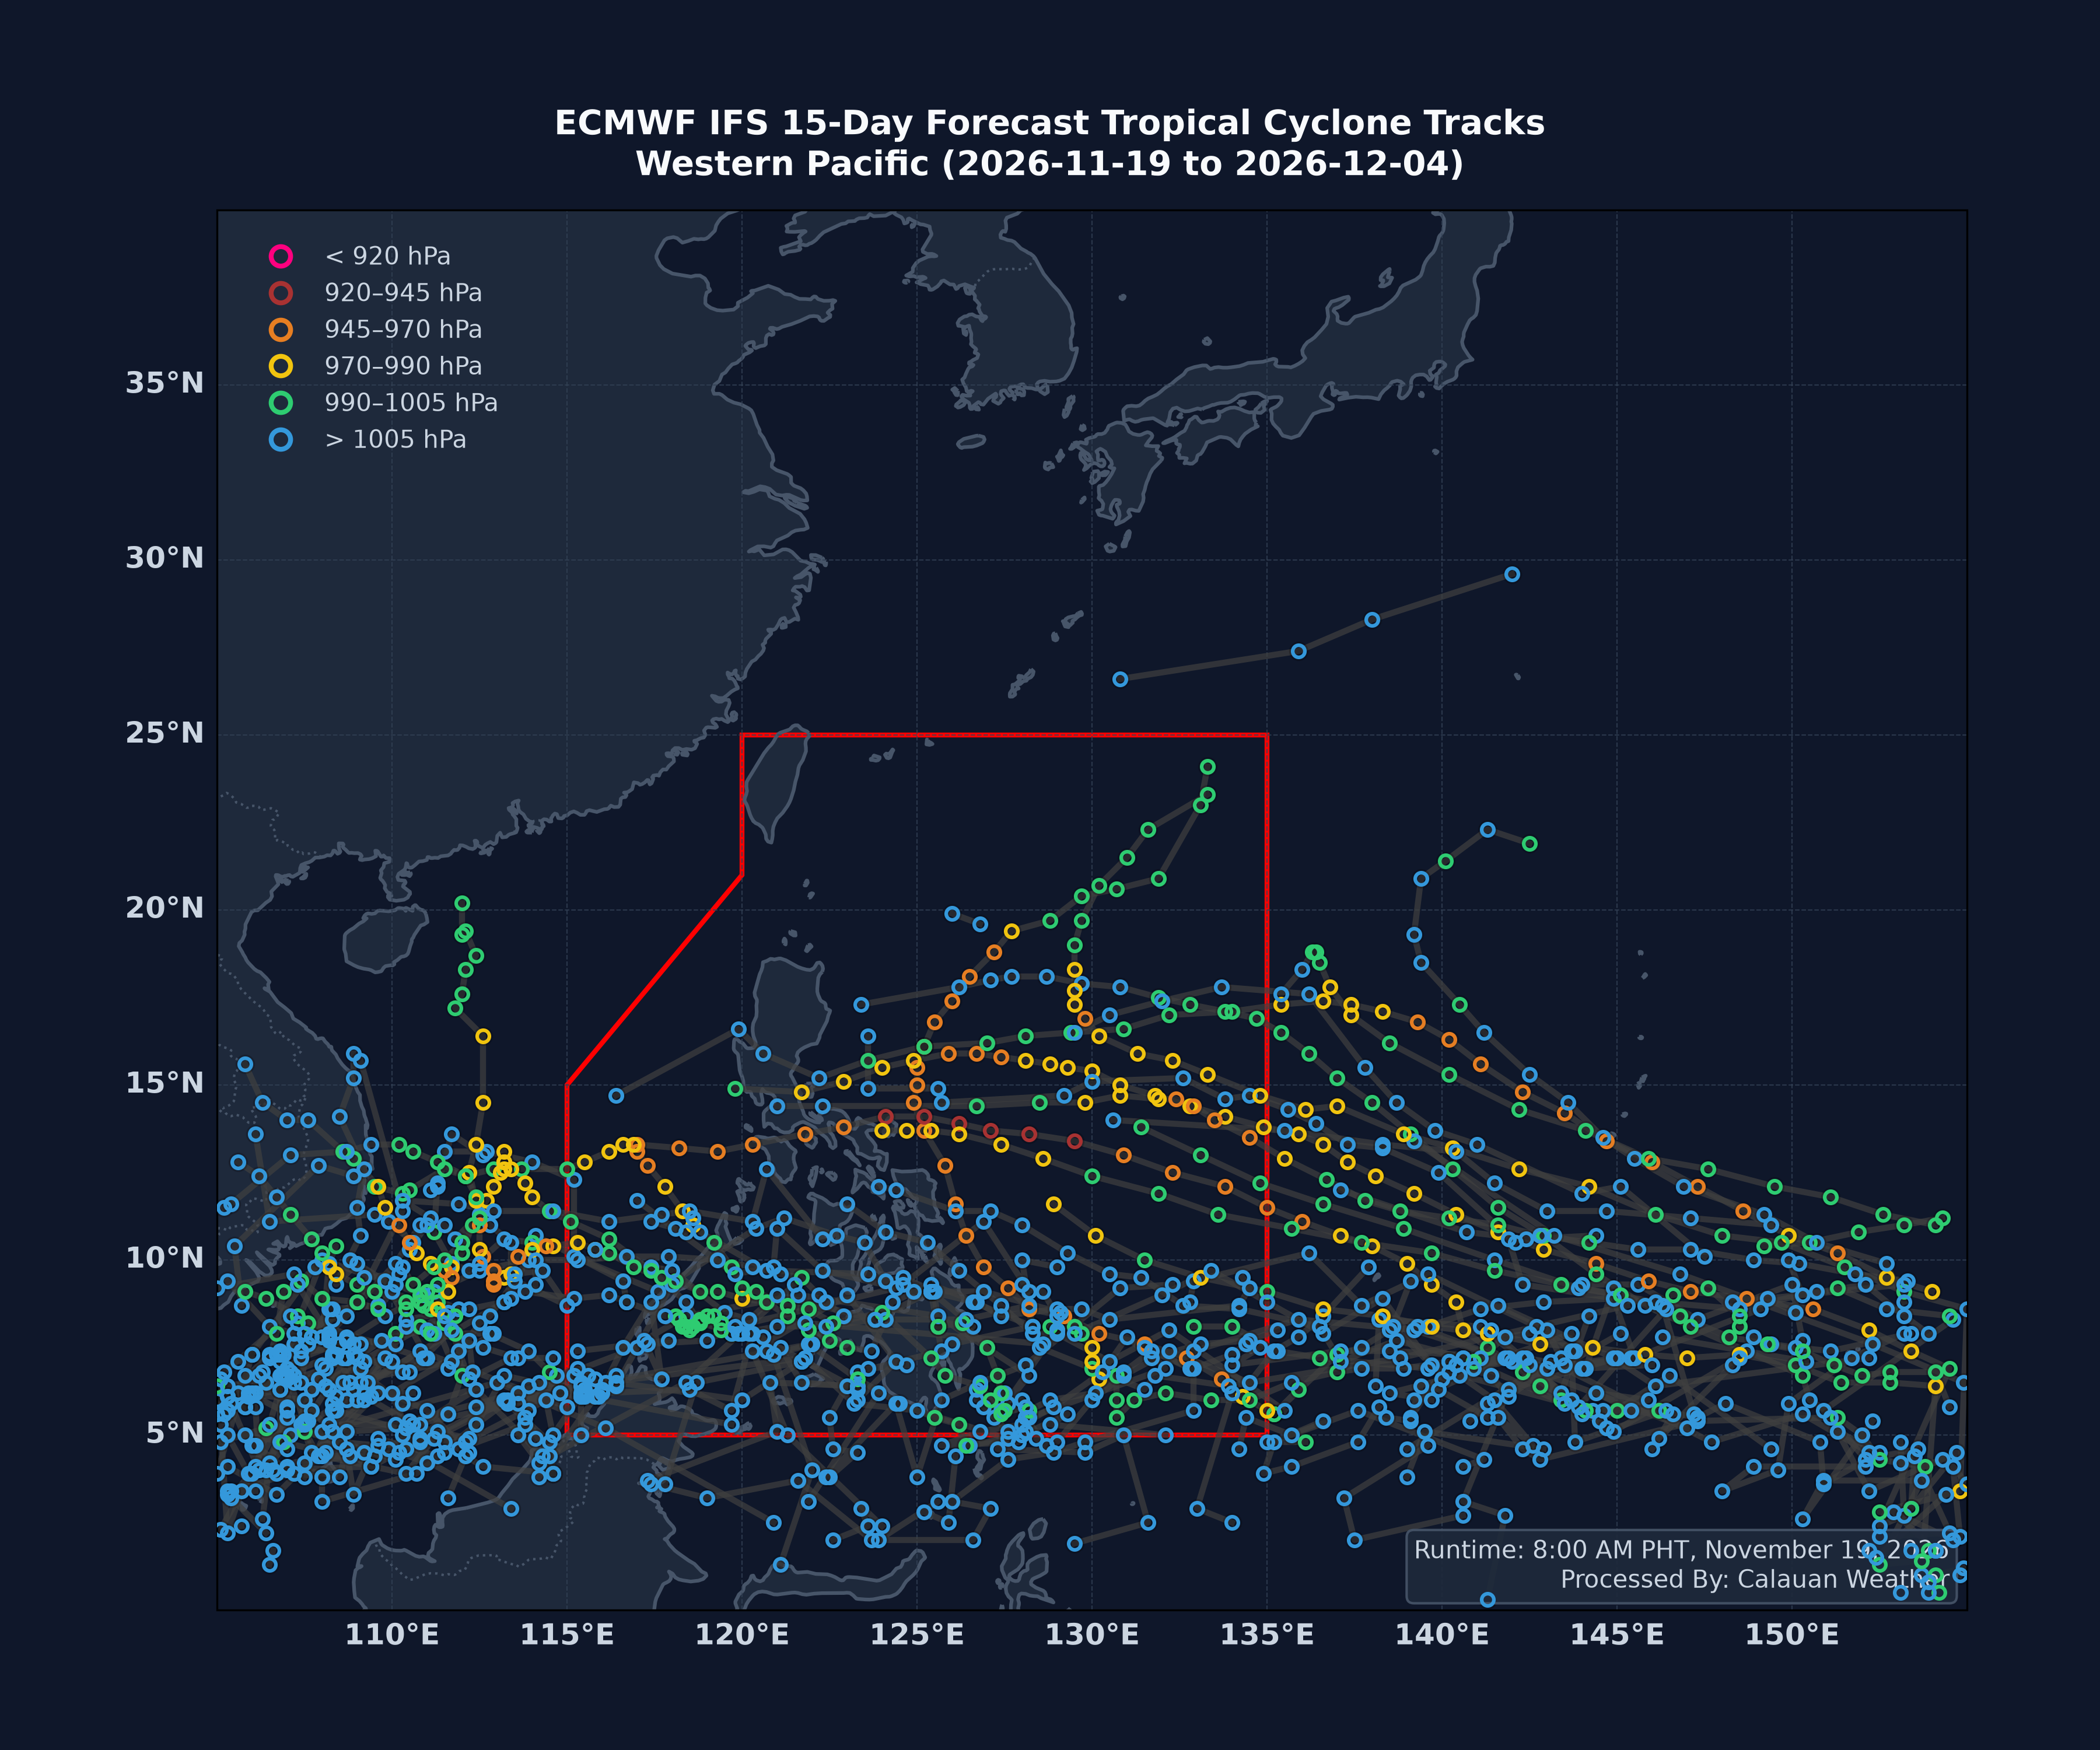 ECMWF IFS 15-Day Forecast Tropical Cyclone Tracks
Western Pacific (2026-11-19 to 2026-12-04)
< 920 hPa
920–945 hPa
945–970 hPa
970–990 hPa
990–1005 hPa
> 1005 hPa
35°N
30°N
25°N
20°N
15°N
10°N
5°N
Runtime: 8:00 AM PHT, November 19, 2026
Processed By: Calauan Weather
110°E 115°E 120°E 125°E 130°E 135°E 140°E 145°E 150°E